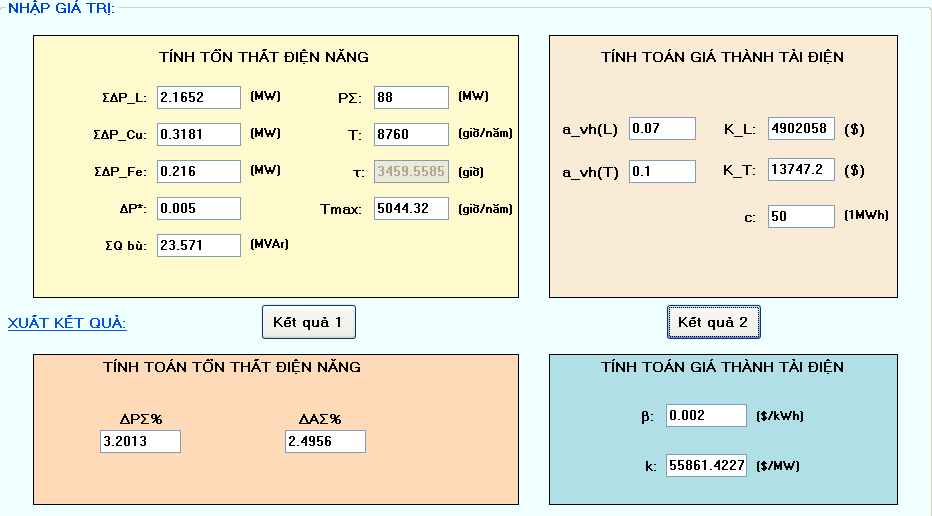 NHẬP GIÁ TRỊ:
TÍNH TỔN THẤT ĐIỆN NĂNG
ΣΔP_L: 2.1652 (MW) PΣ: 88 (MW)
ΣΔP_Cu: 0.3181 (MW) T: 8760 (giờ/năm)
ΣΔP_Fe: 0.216 (MW) τ: 3459.5585 (giờ)
ΔP*: 0.005 Tmax: 5044.32 (giờ/năm)
ΣQ bù: 23.571 (MVAr)
TÍNH TOÁN GIÁ THÀNH TẢI ĐIỆN
a_vh(L) 0.07 K_L: 4902058 ($)
a_vh(T) 0.1 K_T: 13747.2 ($)
c: 50 (1MWh)
Kết quả 1
Kết quả 2
XUẤT KẾT QUẢ:
TÍNH TOÁN TỔN THẤT ĐIỆN NĂNG
ΔPΣ% ΔAΣ%
3.2013 2.4956
TÍNH TOÁN GIÁ THÀNH TẢI ĐIỆN
β: 0.002 ($/kWh)
k: 55861.4227 ($/MW)